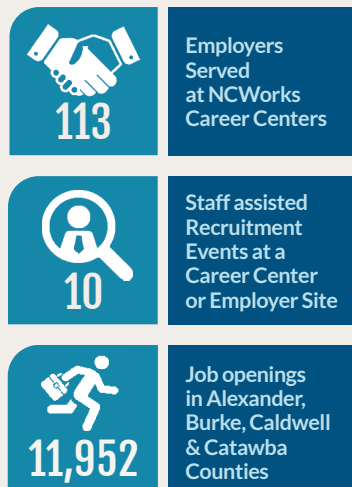 113
Employers
Served
at NCWorks
Career Centers
10
Staff assisted
Recruitment
Events at a
Career Center
or Employer Site
11,952
Job openings
in Alexander,
Burke, Caldwell
& Catawba
Counties